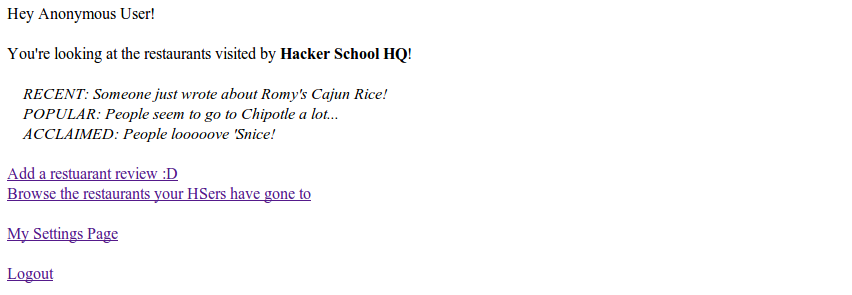 Hey Anonymous User!
You're looking at the restaurants visited by Hacker School HQ!
RECENT: Someone just wrote about Romy's Cajun Rice!
POPULAR: People seem to go to Chipotle a lot...
ACCLAIMED: People looooove 'Snice!
Add a restuarant review :D
Browse the restaurants your HSers have gone to
My Settings Page
Logout